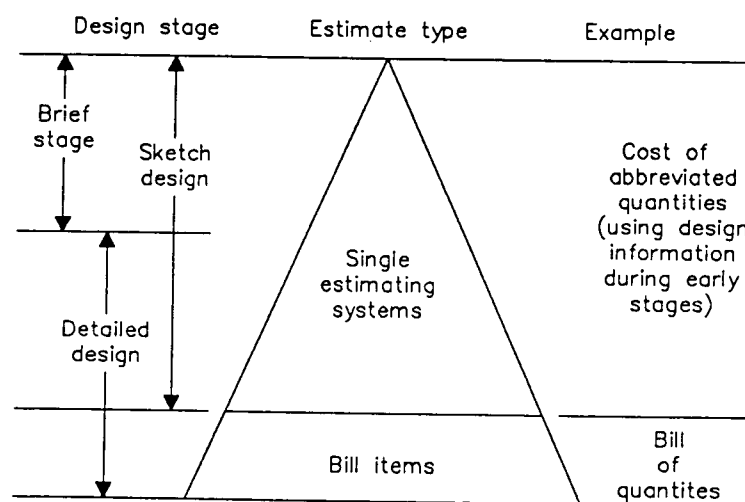 Design stage
Estimate type
Example
Brief
stage
Sketch
design
Detailed
design
Single
estimating
systems
Bill items
Cost of
abbreviated
quantities
(using design
information
during early
stages)
Bill
of
quantites